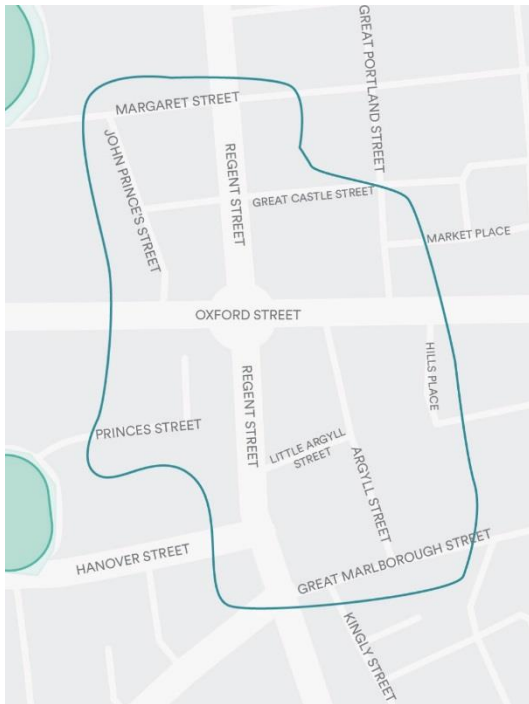 GREAT PORTLAND STREET
MARGARET STREET
JOHN PRINCE'S STREET
REGENT STREET
GREAT CASTLE STREET
MARKET PLACE
OXFORD STREET
HILLS PLACE
REGENT STREET
PRINCES STREET
LITTLE ARGYLL
STREET
ARGYLL STREET
HANOVER STREET
GREAT MARLBOROUGH STREET
KINGLY STREET